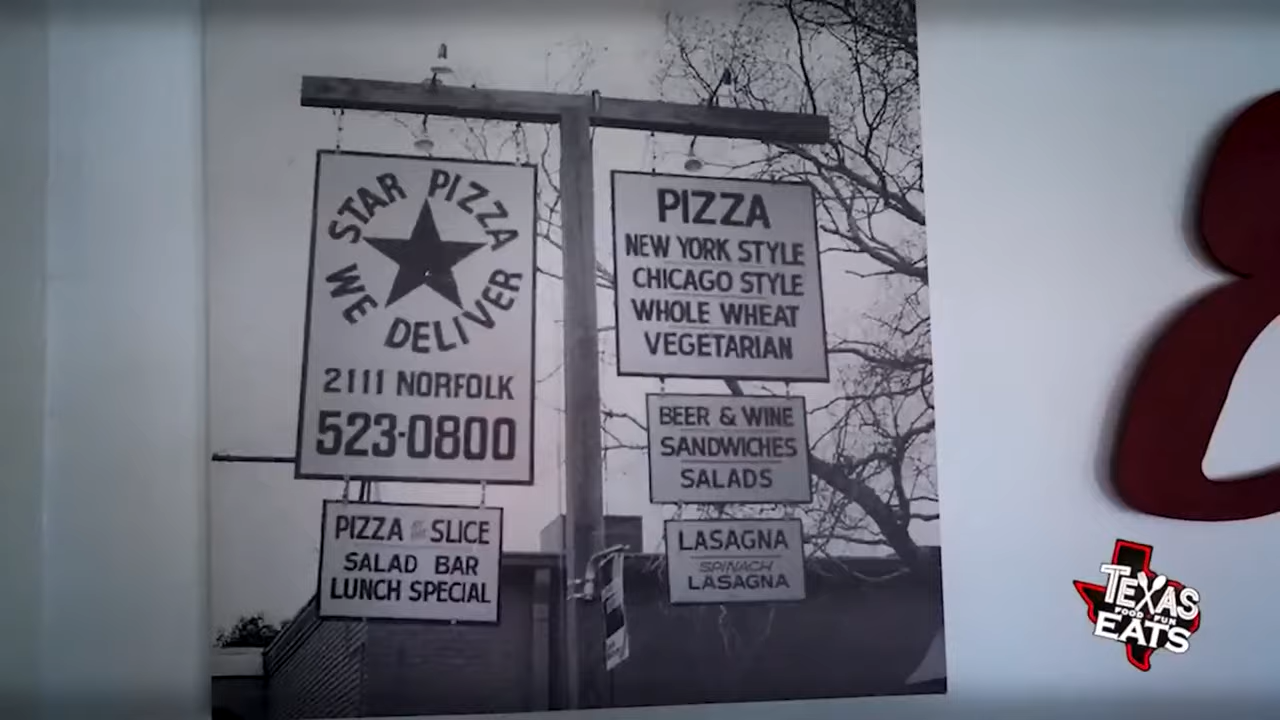 STAR PIZZA
WE DELIVER
2111 NORFOLK
523-0800
PIZZA BY THE SLICE
SALAD BAR
LUNCH SPECIAL
PIZZA
NEW YORK STYLE
CHICAGO STYLE
WHOLE WHEAT
VEGETARIAN
BEER & WINE
SANDWICHES
SALADS
LASAGNA
SPINACH
LASAGNA
TEXAS
FOOD FUN
EATS